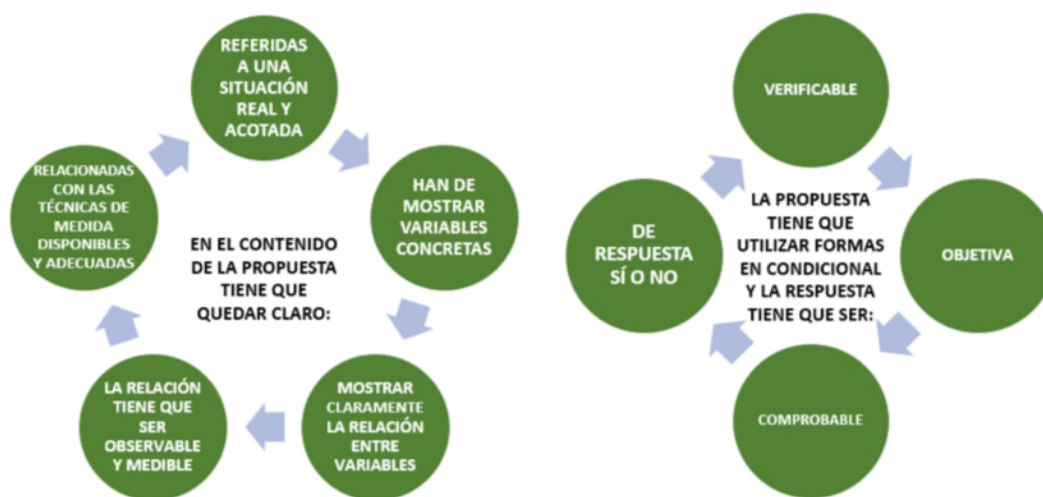 REFERIDAS
A UNA
SITUACIÓN
REAL Y
ACOTADA
HAN DE
MOSTRAR
VARIABLES
CONCRETAS
MOSTRAR
CLARAMENTE
LA RELACIÓN
ENTRE
VARIABLES
LA RELACIÓN
TIENE QUE
SER
OBSERVABLE
Y MEDIBLE
RELACIONADAS
CON LAS
TÉCNICAS DE
MEDIDA
DISPONIBLES
Y ADECUADAS
EN EL CONTENIDO
DE LA PROPUESTA
TIENE QUE
QUEDAR CLARO:
VERIFICABLE
OBJETIVA
COMPROBABLE
DE
RESPUESTA
SÍ O NO
LA PROPUESTA
TIENE QUE
UTILIZAR FORMAS
EN CONDICIONAL
Y LA RESPUESTA
TIENE QUE SER: